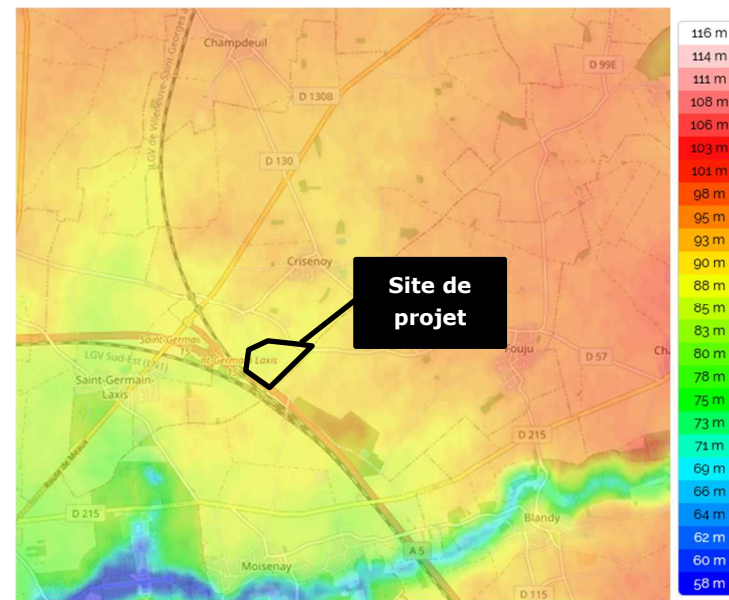 Champdeuil
D 99E
D 130B
LGV de Villeneuve-Saint-Georges à
D 130
Crisenoy
Site de
projet
Saint-Germain
Laxis
15
LGV Sud-Est (LN1)
Saint-Germain-
Laxis
Fouju
D 57
Route de Meaux
D 215
D 215
Blandy
A 5
Moisenay
D 115
116 m
114 m
111 m
108 m
106 m
103 m
101 m
98 m
95 m
93 m
90 m
88 m
85 m
83 m
80 m
78 m
75 m
73 m
71 m
69 m
66 m
64 m
62 m
60 m
58 m